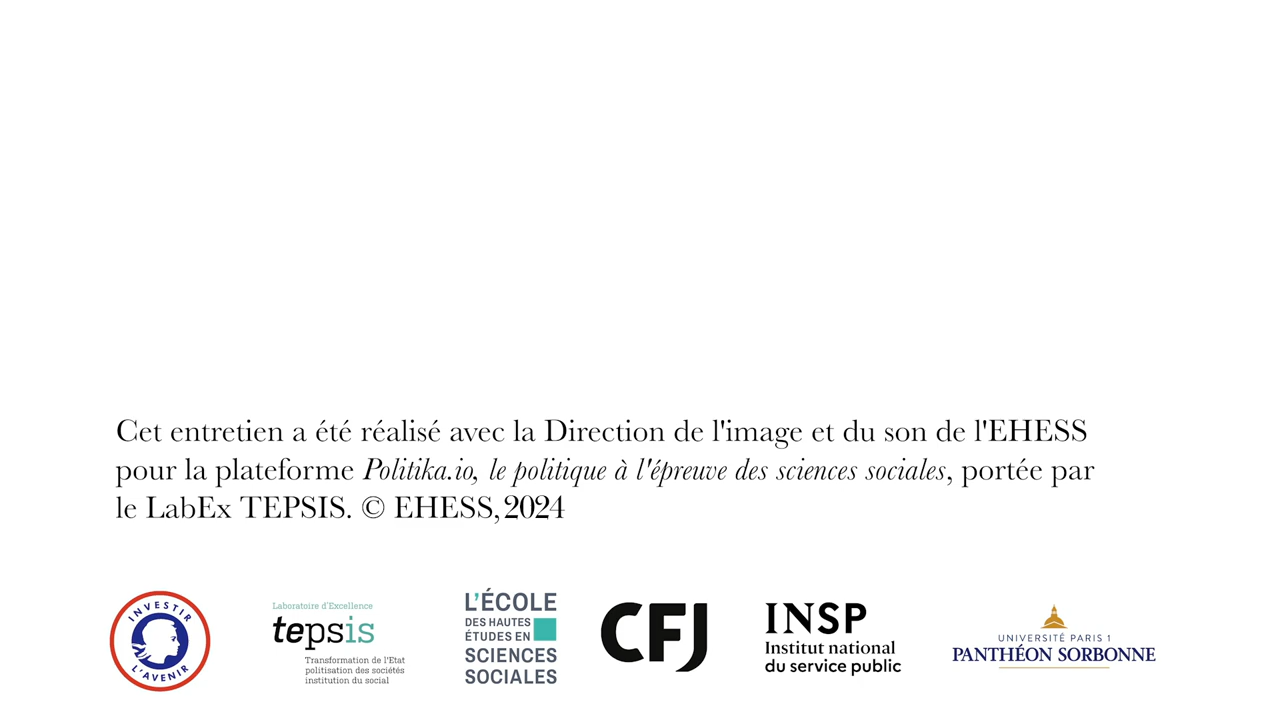 Cet entretien a été réalisé avec la Direction de l'image et du son de l'EHESS
pour la plateforme Politika.io, le politique à l'épreuve des sciences sociales, portée par
le LabEx TEPSIS. © EHESS, 2024
INVESTIR
L'AVENIR
Laboratoire d'Excellence
tepsis
Transformation de l'Etat
politisation des sociétés
institution du social
L'ÉCOLE
DES HAUTES
ÉTUDES EN
SCIENCES
SOCIALES
CFJ
INSP
Institut national
du service public
UNIVERSITÉ PARIS 1
PANTHÉON SORBONNE